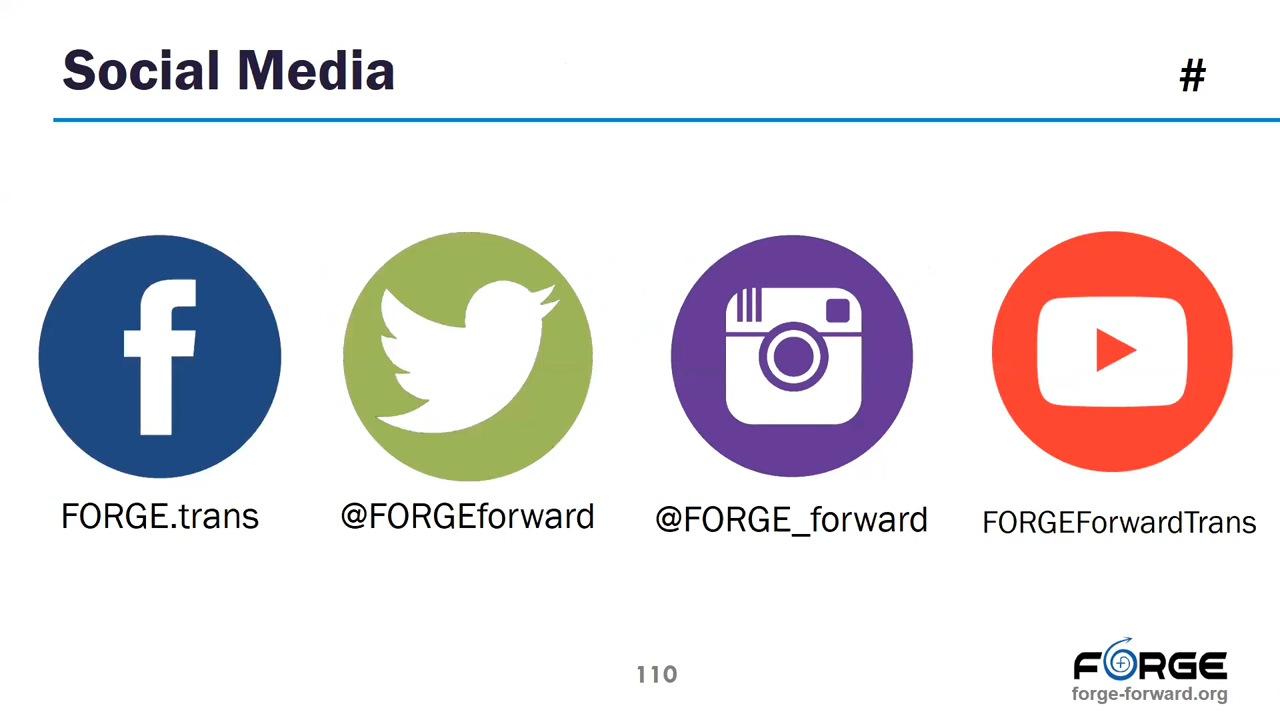 Social Media
#
FORGE.trans
@FORGEforward
@FORGE_forward
FORGEForwardTrans
110
FORGE
forge-forward.org